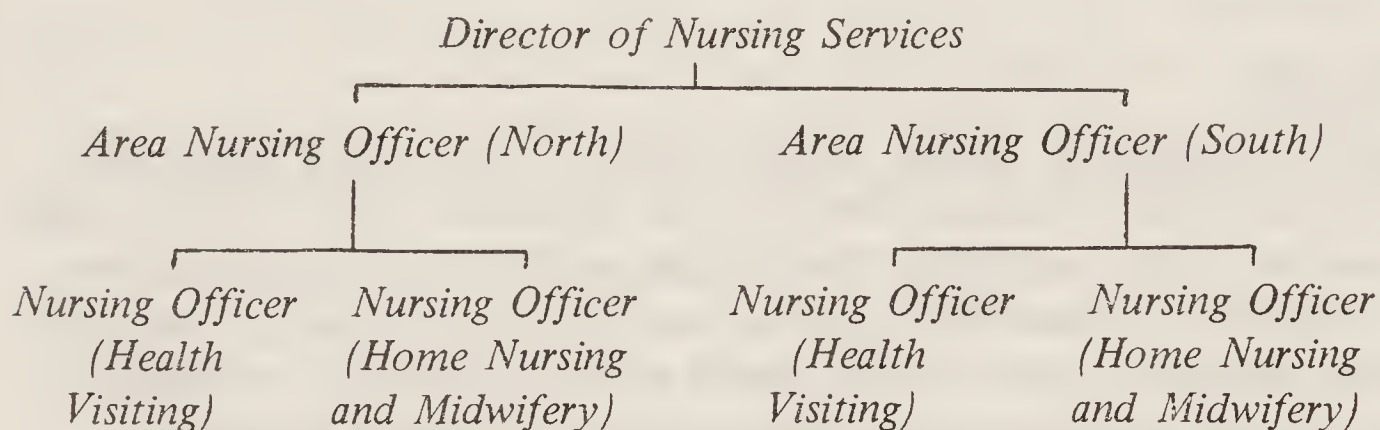 Director of Nursing Services
Area Nursing Officer (North) Area Nursing Officer (South)
Nursing Officer Nursing Officer Nursing Officer Nursing Officer
(Health (Home Nursing (Health (Home Nursing
Visiting) and Midwifery) Visiting) and Midwifery)